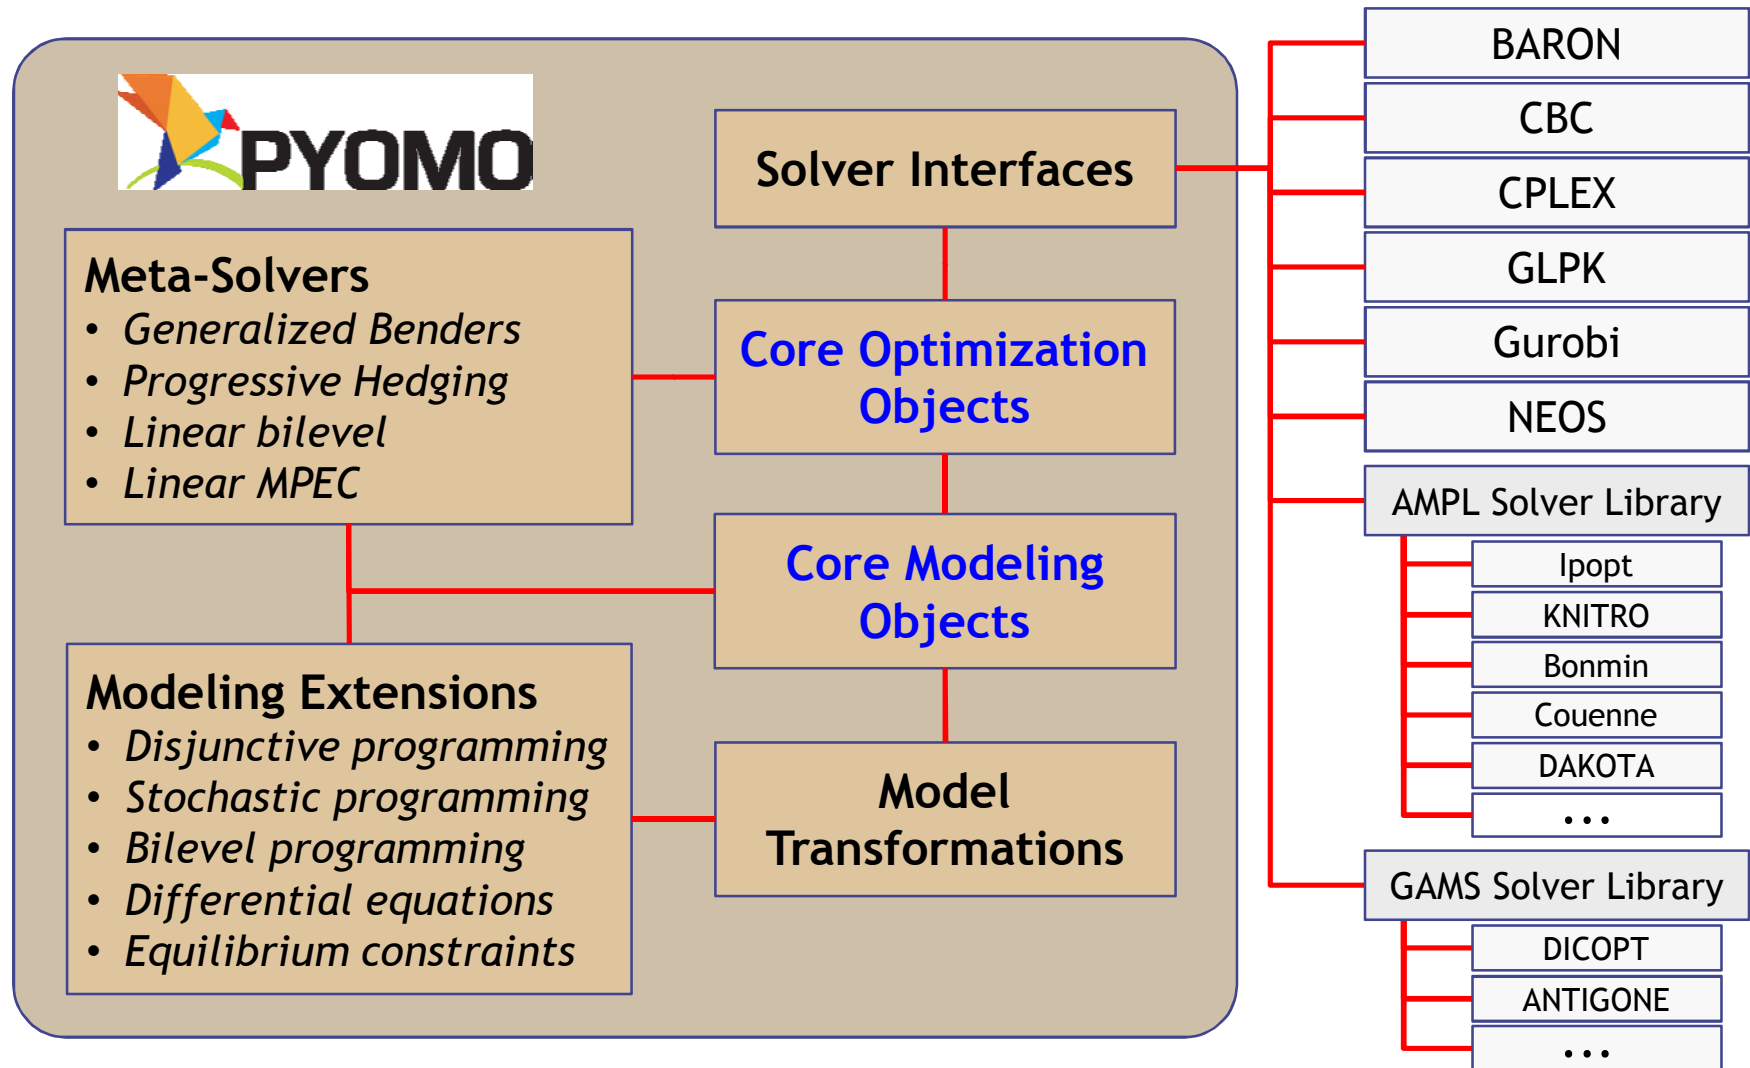 PYOMO
Solver Interfaces
Meta-Solvers
• Generalized Benders
• Progressive Hedging
• Linear bilevel
• Linear MPEC
Core Optimization
Objects
Core Modeling
Objects
Modeling Extensions
• Disjunctive programming
• Stochastic programming
• Bilevel programming
• Differential equations
• Equilibrium constraints
Model
Transformations
BARON
CBC
CPLEX
GLPK
Gurobi
NEOS
AMPL Solver Library
Ipopt
KNITRO
Bonmin
Couenne
DAKOTA
...
GAMS Solver Library
DICOPT
ANTIGONE
...